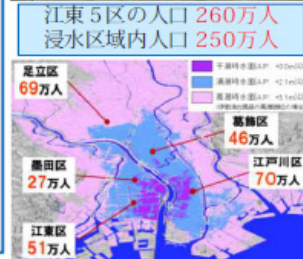 江東5区の人口 260万人
浸水区域内人口 250万人
足立区
69万人
葛飾区
46万人
墨田区
27万人
江戸川区
70万人
江東区
51万人